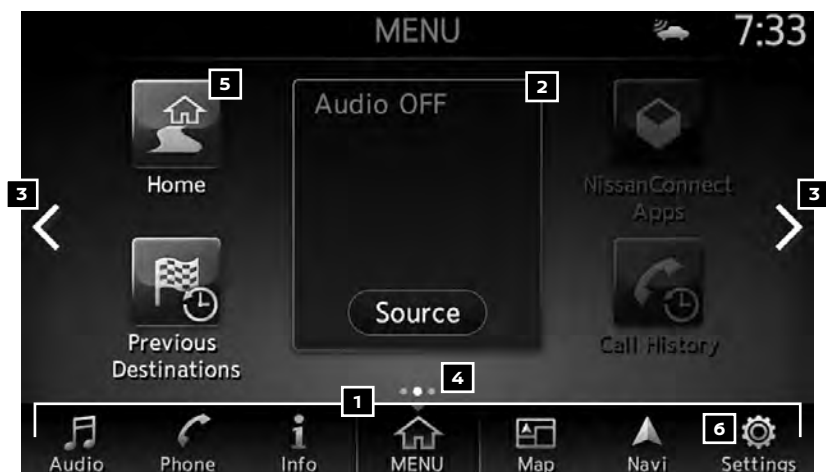 MENU
7:33
5
2
Audio OFF
Home
NissanConnect
Apps
3
3
Source
Previous
Destinations
Call History
4
1
6
Audio
Phone
Info
MENU
Map
Navi
Settings